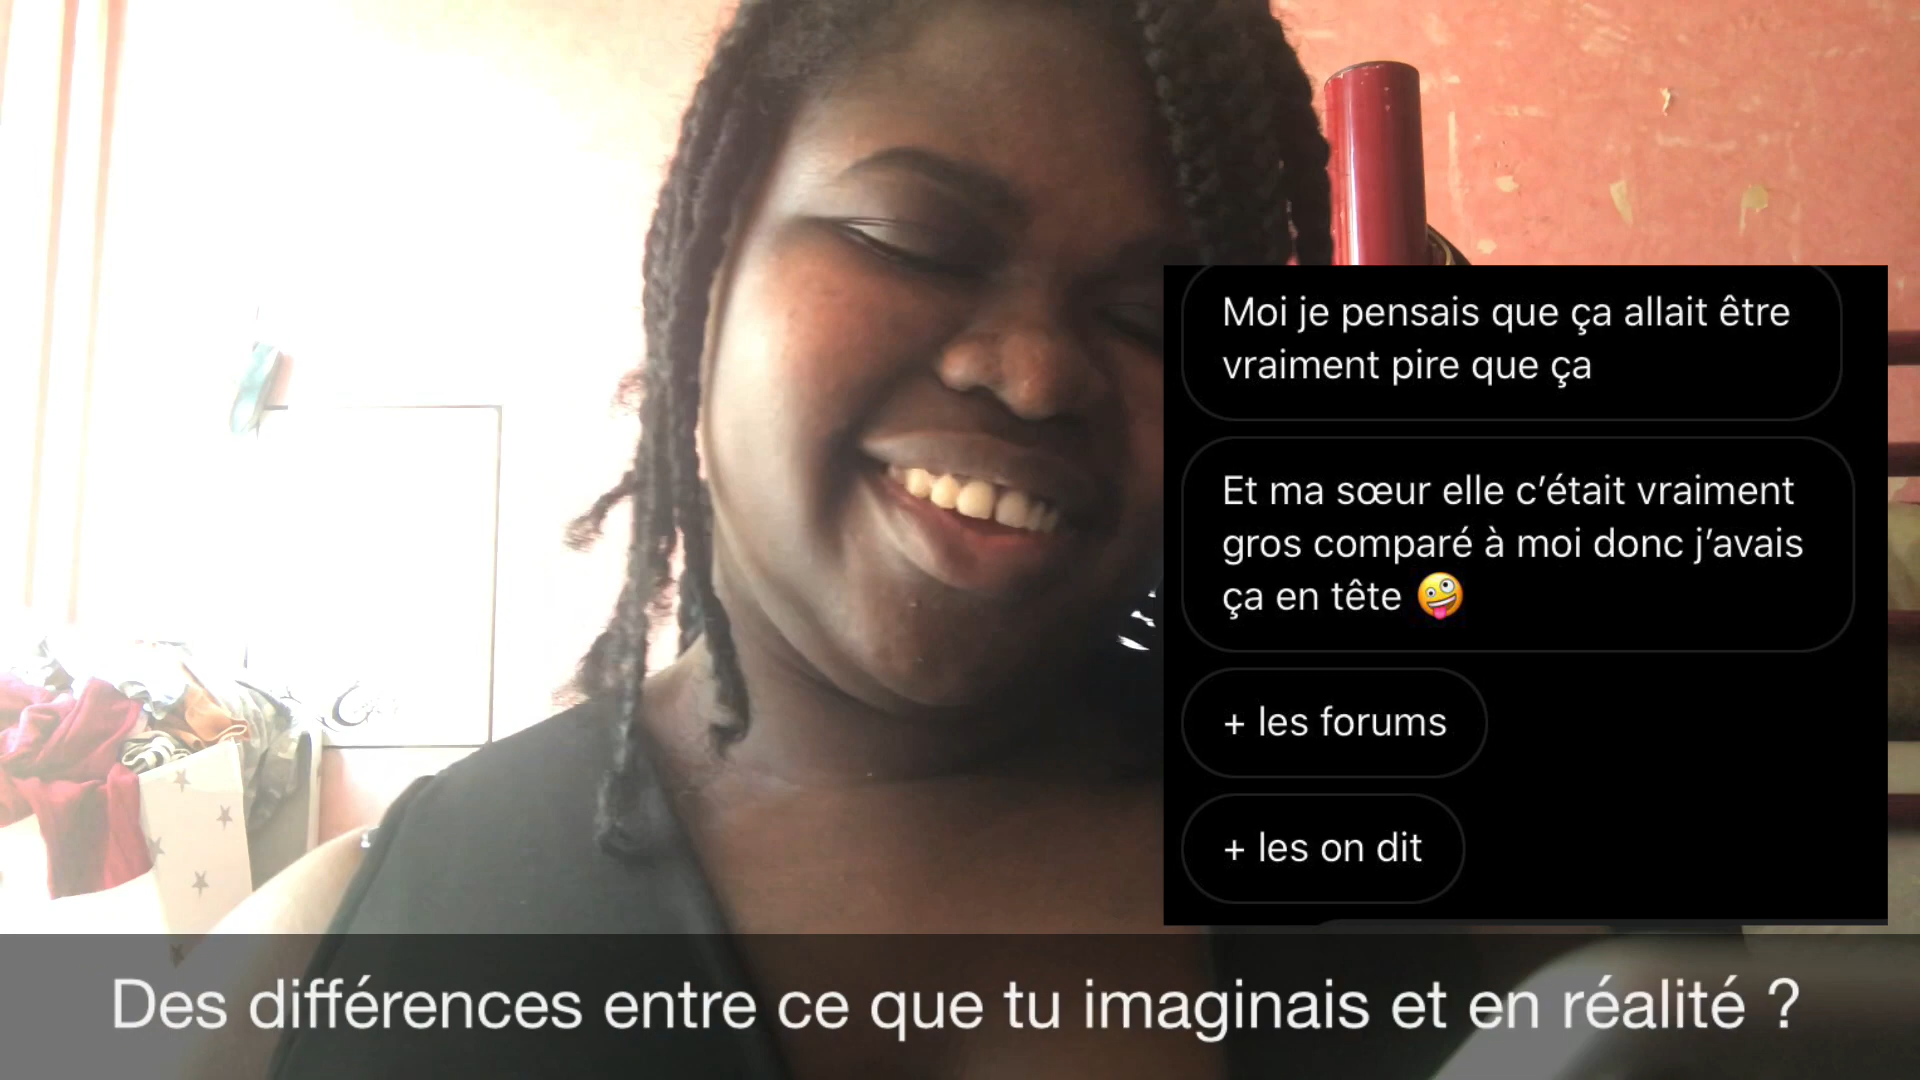 Moi je pensais que ça allait être
vraiment pire que ça
Et ma sœur elle c’était vraiment
gros comparé à moi donc j’avais
ça en tête 🤪
+ les forums
+ les on dit
Des différences entre ce que tu imaginais et en réalité ?